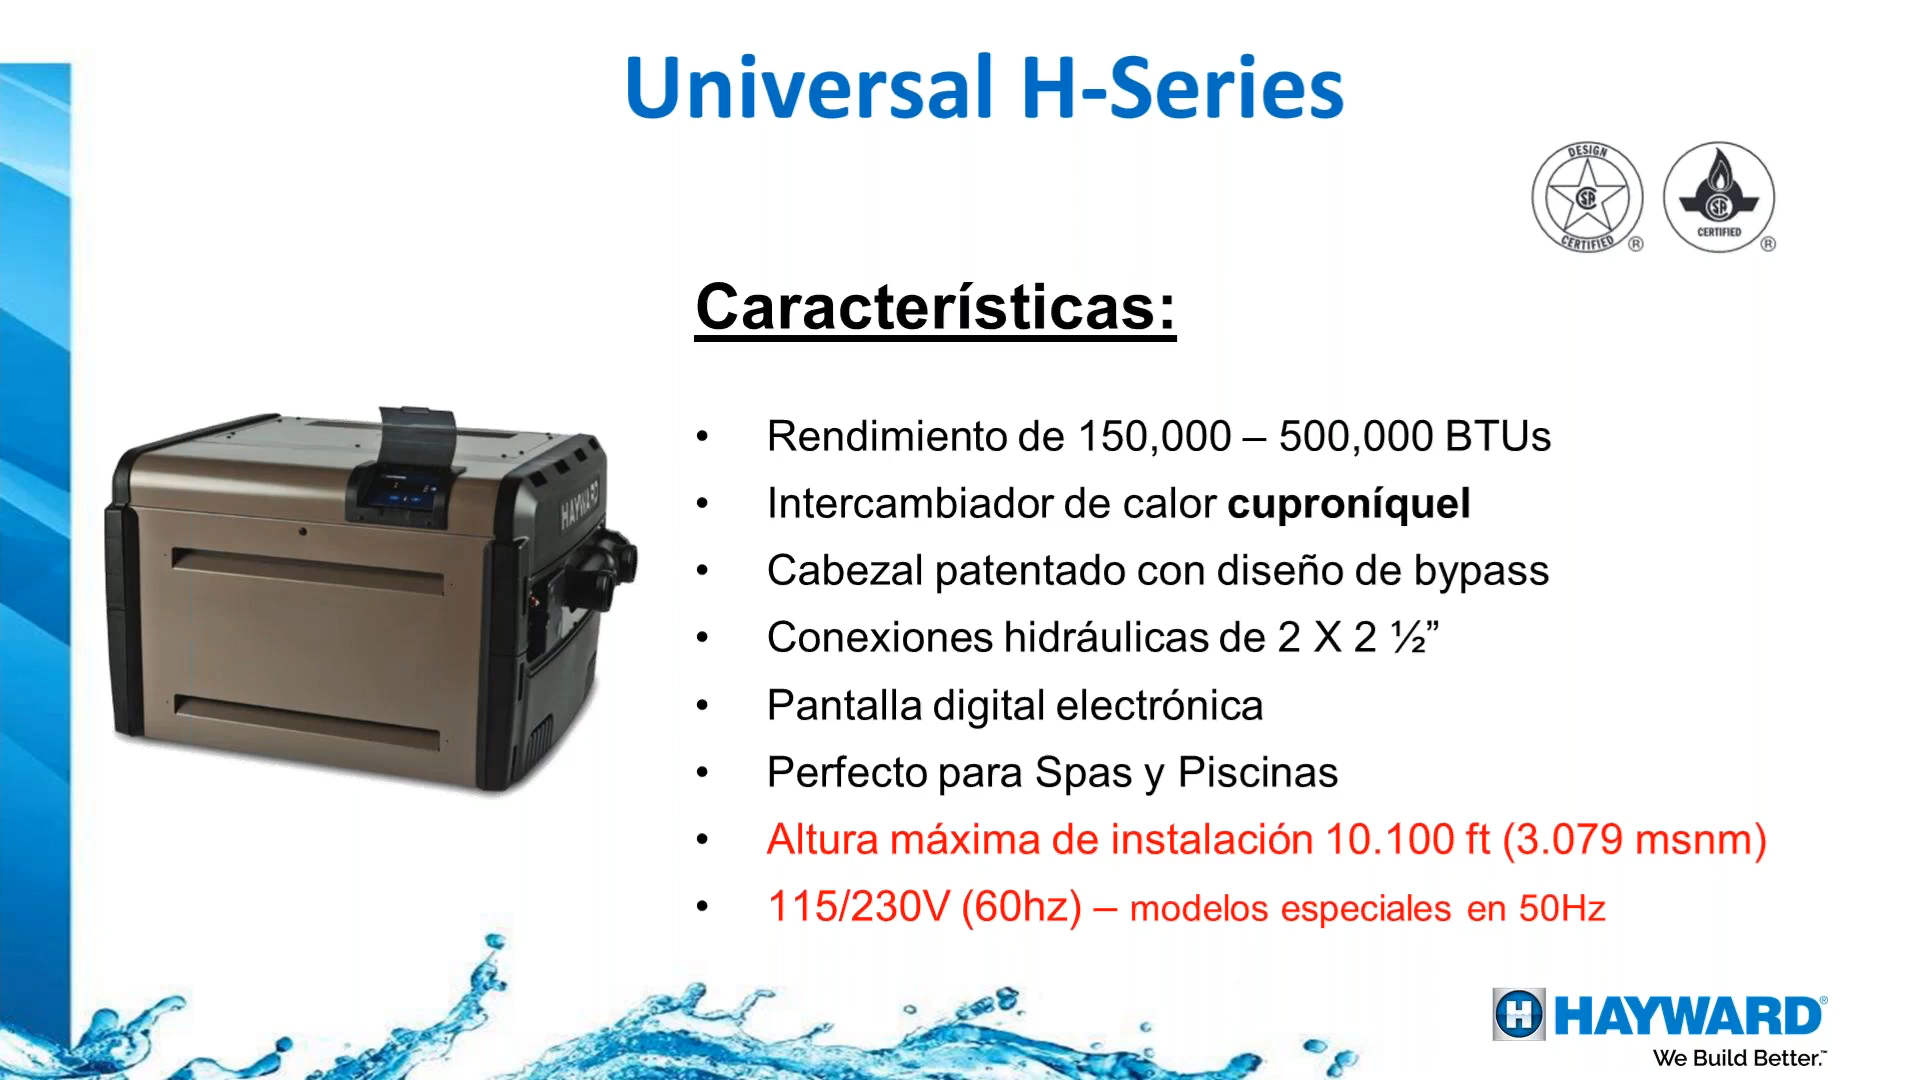 Universal H-Series
DESIGN
SA
CERTIFIED
®
SA
CERTIFIED
®
Características:
• Rendimiento de 150,000 – 500,000 BTUs
• Intercambiador de calor cuproníquel
• Cabezal patentado con diseño de bypass
• Conexiones hidráulicas de 2 X 2 ½”
• Pantalla digital electrónica
• Perfecto para Spas y Piscinas
• Altura máxima de instalación 10.100 ft (3.079 msnm)
• 115/230V (60hz) – modelos especiales en 50Hz
HAYWARD
H HAYWARD®
We Build Better.™